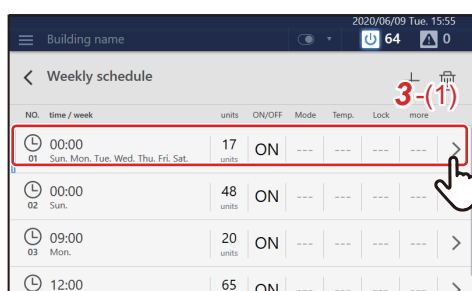 2020/06/09 Tue. 15:55
Building name 64 0
Weekly schedule
3-(1)
NO. time / week units ON/OFF Mode Temp. Lock more
00:00 17 ON --- --- --- ---
01 Sun. Mon. Tue. Wed. Thu. Fri. Sat. units
00:00 48 ON --- --- --- ---
02 Sun. units
09:00 20 ON --- --- --- ---
03 Mon. units
12:00 65 ON --- --- --- ---